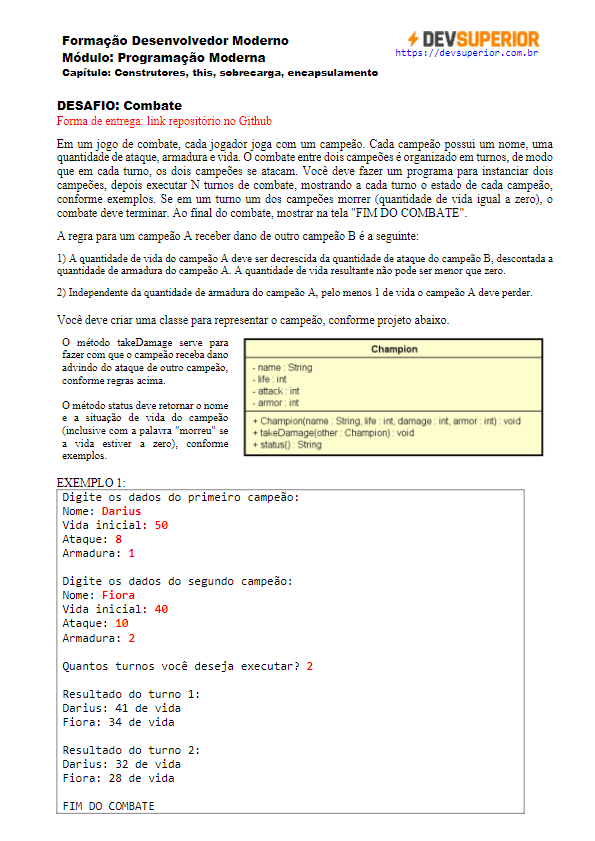 Formação Desenvolvedor Moderno
Módulo: Programação Moderna
Capítulo: Construtores, this, sobrecarga, encapsulamento
DEVSUPERIOR
https://devsuperior.com.br
DESAFIO: Combate
Forma de entrega: link repositório no Github
Em um jogo de combate, cada jogador joga com um campeão. Cada campeão possui um nome, uma
quantidade de ataque, armadura e vida. O combate entre dois campeões é organizado em turnos, de modo
que em cada turno, os dois campeões se atacam. Você deve fazer um programa para instanciar dois
campeões, depois executar N turnos de combate, mostrando a cada turno o estado de cada campeão,
conforme exemplos. Se em um turno um dos campeões morrer (quantidade de vida igual a zero), o
combate deve terminar. Ao final do combate, mostrar na tela "FIM DO COMBATE".
A regra para um campeão A receber dano de outro campeão B é a seguinte:
1) A quantidade de vida do campeão A deve ser decrescida da quantidade de ataque do campeão B, descontada a
quantidade de armadura do campeão A. A quantidade de vida resultante não pode ser menor que zero.
2) Independente da quantidade de armadura do campeão A, pelo menos 1 de vida o campeão A deve perder.
Você deve criar uma classe para representar o campeão, conforme projeto abaixo.
O método takeDamage serve para
fazer com que o campeão receba dano
advindo do ataque de outro campeão,
conforme regras acima.
O método status deve retornar o nome
e a situação de vida do campeão
(inclusive com a palavra "morreu" se
a vida estiver a zero), conforme
exemplos.
Champion
- name : String
- life : int
- attack : int
- armor : int
+ Champion(name : String, life : int, damage : int, armor : int) : void
+ takeDamage(other : Champion) : void
+ status() : String
EXEMPLO 1:
Digite os dados do primeiro campeão:
Nome: Darius
Vida inicial: 50
Ataque: 8
Armadura: 1
Digite os dados do segundo campeão:
Nome: Fiora
Vida inicial: 40
Ataque: 10
Armadura: 2
Quantos turnos você deseja executar? 2
Resultado do turno 1:
Darius: 41 de vida
Fiora: 34 de vida
Resultado do turno 2:
Darius: 32 de vida
Fiora: 28 de vida
FIM DO COMBATE